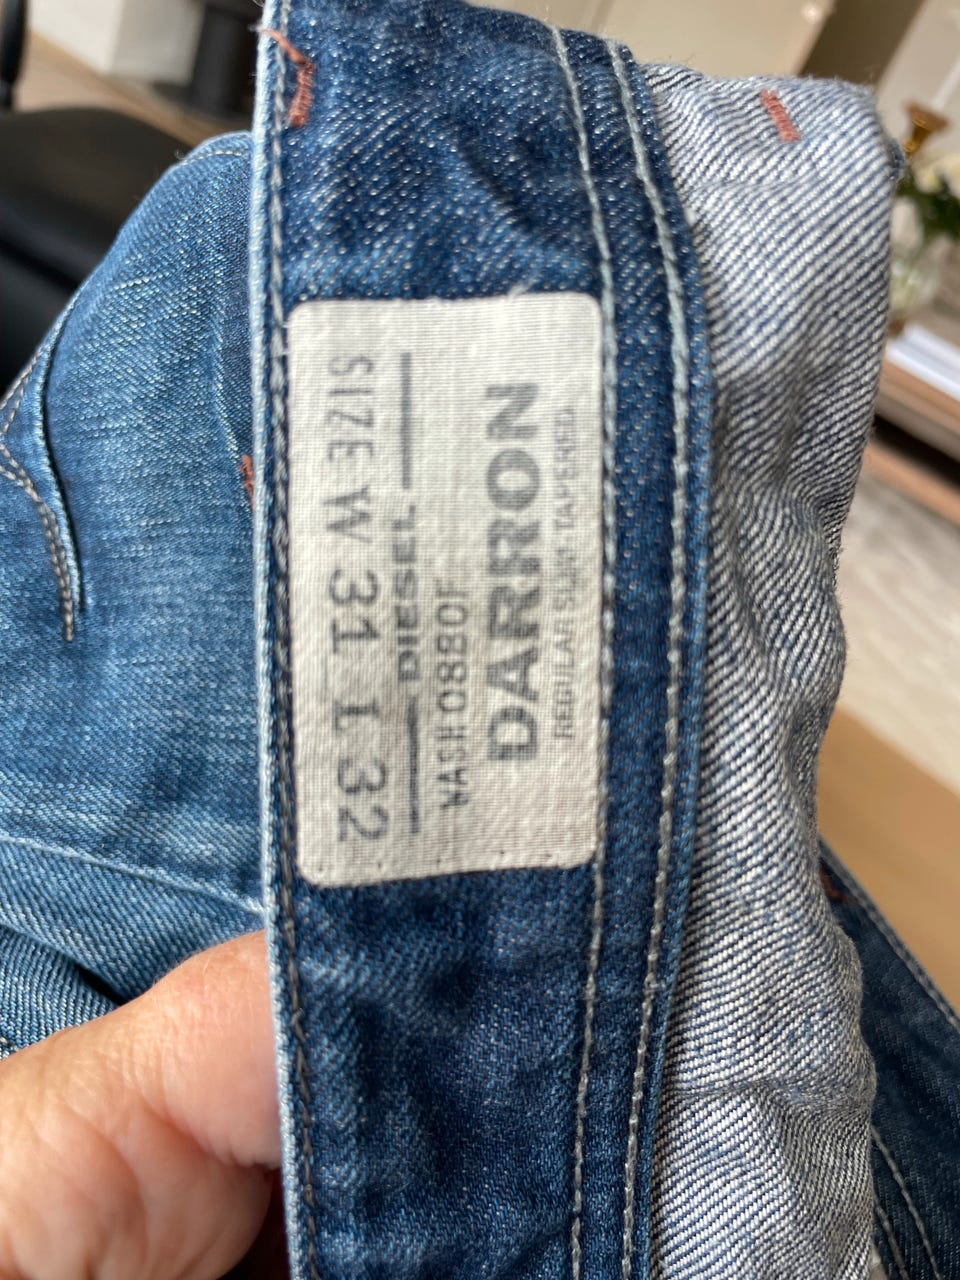 DARRON
REGULAR SLIM-TAPERED
WASH 0880F
DIESEL
SIZE W 31 L 32